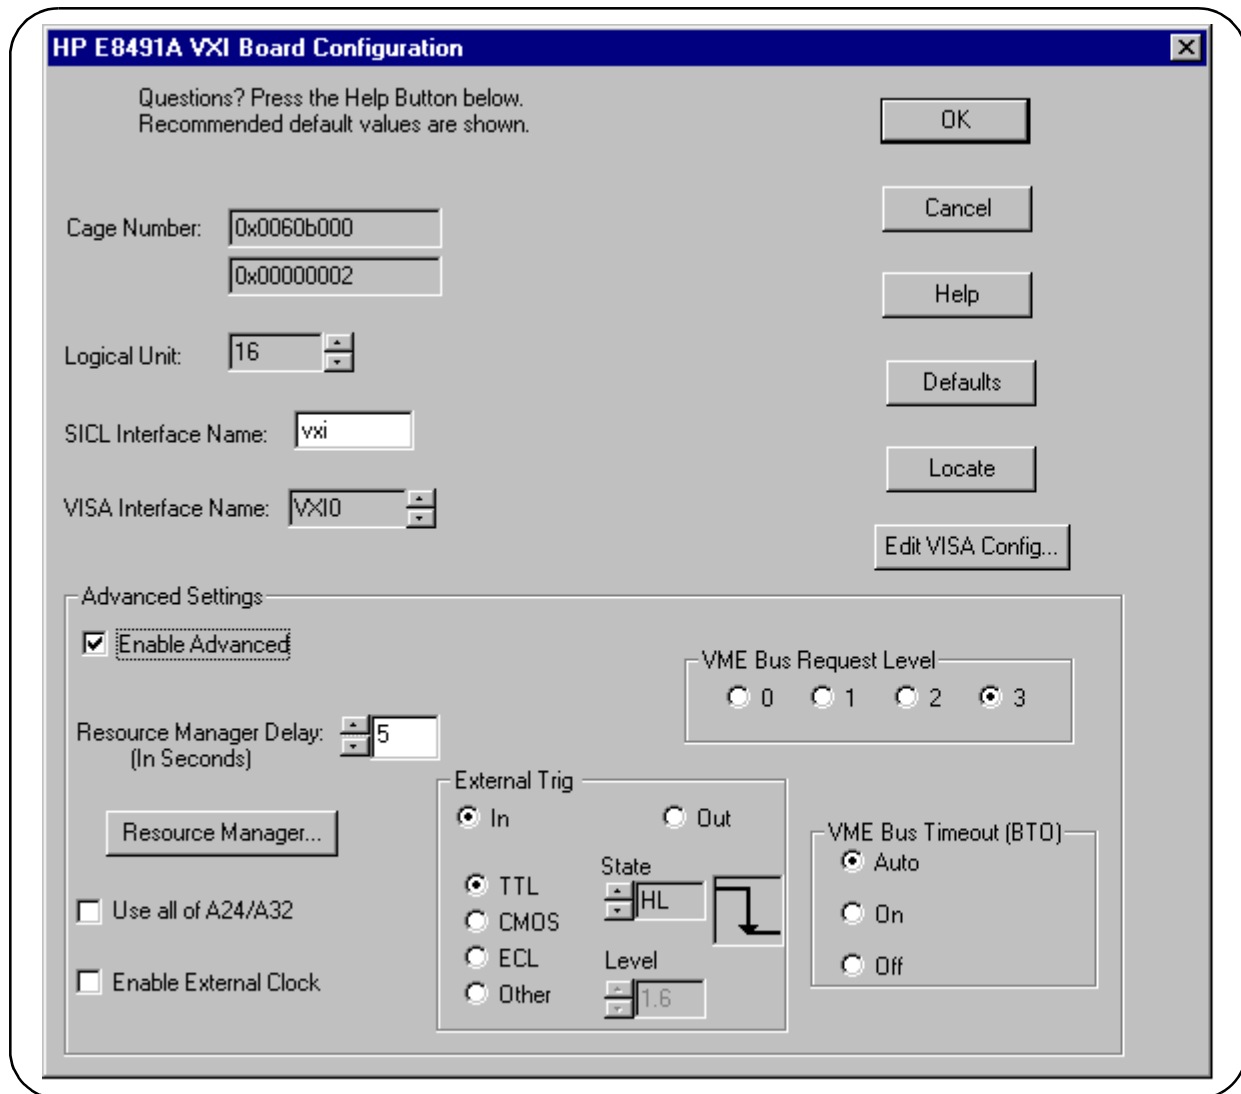 HP E8491A VXI Board Configuration
Questions? Press the Help Button below.
Recommended default values are shown.
OK
Cancel
Cage Number: 0x0060b000
0x00000002
Help
Logical Unit: 16
Defaults
SICL Interface Name: vxi
Locate
VISA Interface Name: VXI0
Edit VISA Config...
Advanced Settings
Enable Advanced
VME Bus Request Level
0 1 2 3
Resource Manager Delay: 5
(In Seconds)
Resource Manager...
Use all of A24/A32
Enable External Clock
External Trig
In Out
TTL
CMOS
ECL
Other
State
HL
Level
1.6
VME Bus Timeout (BTO)
Auto
On
Off